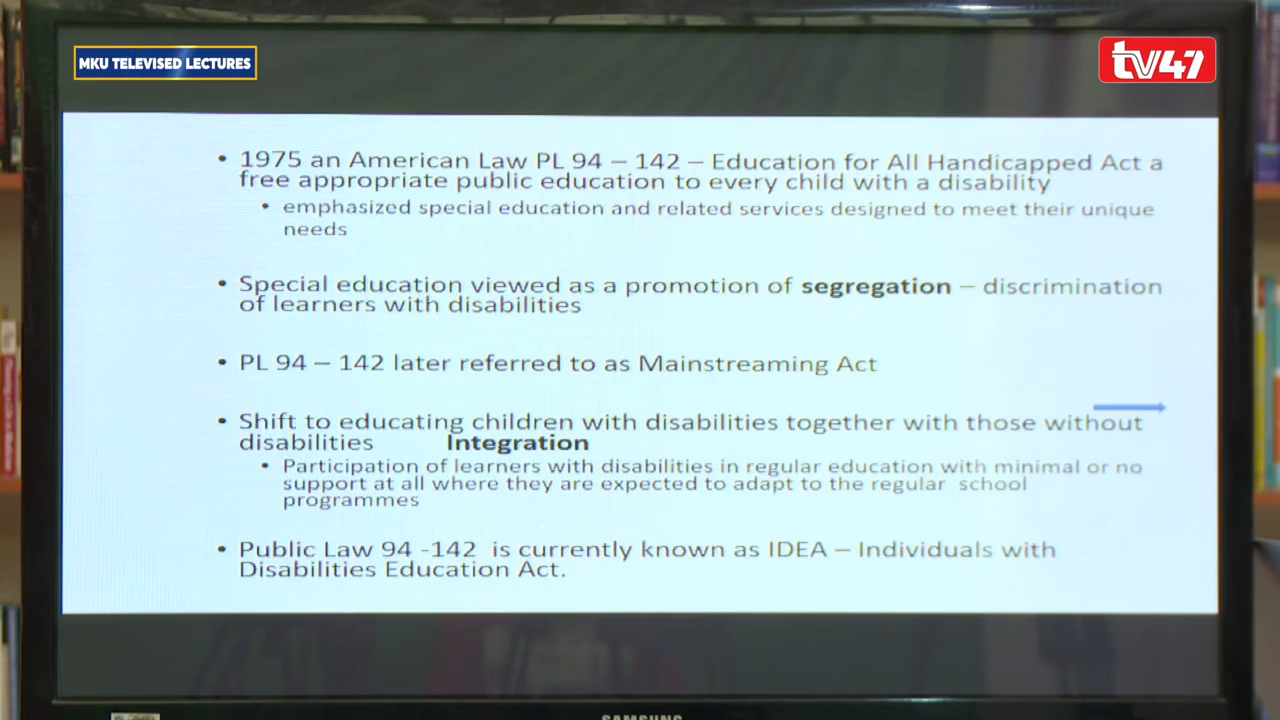 MKU TELEVISED LECTURES
tv47
• 1975 an American Law PL 94 – 142 – Education for All Handicapped Act a
free appropriate public education to every child with a disability
• emphasized special education and related services designed to meet their unique
needs
• Special education viewed as a promotion of segregation – discrimination
of learners with disabilities
• PL 94 – 142 later referred to as Mainstreaming Act
• Shift to educating children with disabilities together with those without
disabilities Integration
• Participation of learners with disabilities in regular education with minimal or no
support at all where they are expected to adapt to the regular school
programmes
• Public Law 94 -142 is currently known as IDEA – Individuals with
Disabilities Education Act.
SAMSUNG